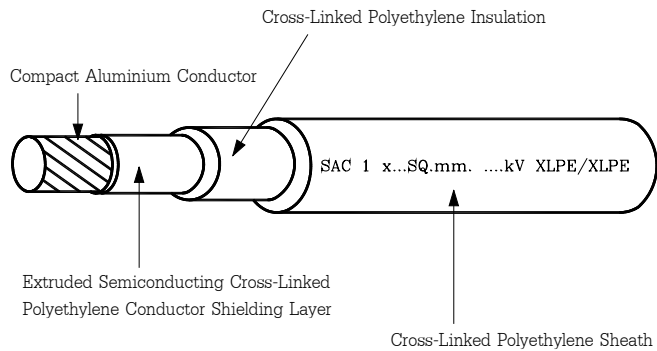 Cross-Linked Polyethylene Insulation
Compact Aluminium Conductor
SAC 1 x...SQ.mm. ....kV XLPE/XLPE
Extruded Semiconducting Cross-Linked
Polyethylene Conductor Shielding Layer
Cross-Linked Polyethylene Sheath